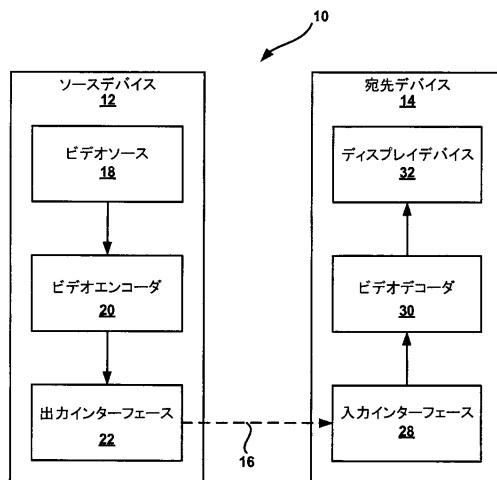 10
ソースデバイス
12
ビデオソース
18
ビデオエンコーダ
20
出力インターフェース
22
16
宛先デバイス
14
ディスプレイデバイス
32
ビデオデコーダ
30
入力インターフェース
28